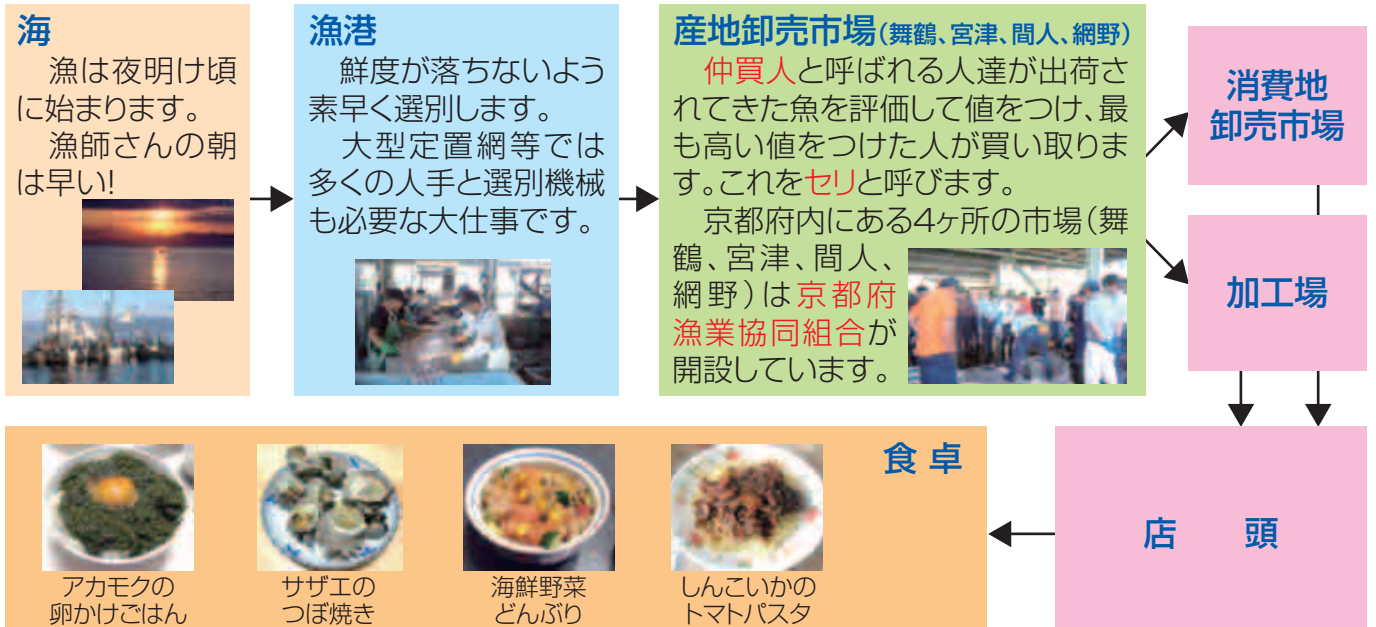 海
漁は夜明け頃
に始まります。
漁師さんの朝
は早い!
漁港
鮮度が落ちないよう
素早く選別します。
大型定置網等では
多くの人手と選別機械
も必要な大仕事です。
産地卸売市場(舞鶴、宮津、間人、網野)
仲買人と呼ばれる人達が出荷さ
れてきた魚を評価して値をつけ、最
も高い値をつけた人が買い取りま
す。これをセリと呼びます。
京都府内にある4ヶ所の市場(舞
鶴、宮津、間人、
網野)は京都府
漁業協同組合が
開設しています。
消費地
卸売市場
加工場
店頭
食卓
アカモクの
卵かけごはん
サザエの
つぼ焼き
海鮮野菜
どんぶり
しんこいかの
トマトパスタ